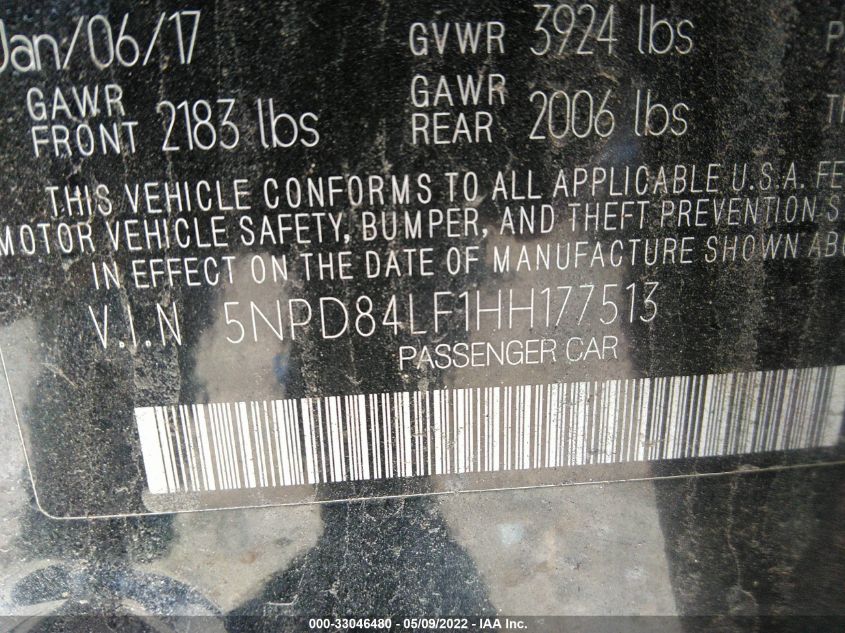 Jan/06/17 GVWR 3924 lbs
GAWR FRONT 2183 lbs GAWR REAR 2006 lbs
THIS VEHICLE CONFORMS TO ALL APPLICABLE U.S.A. FE
MOTOR VEHICLE SAFETY, BUMPER, AND THEFT PREVENTION S
IN EFFECT ON THE DATE OF MANUFACTURE SHOWN ABO
V.I.N 5NPD84LF1HH177513
PASSENGER CAR
000-33046480 - 05/09/2022 - IAA Inc.